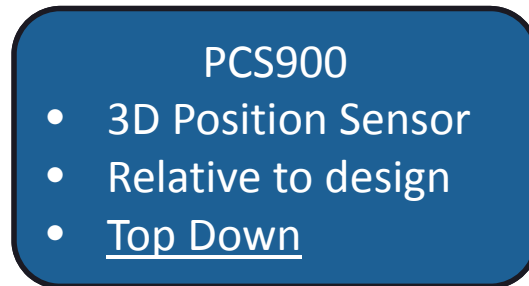 PCS900
• 3D Position Sensor
• Relative to design
• Top Down